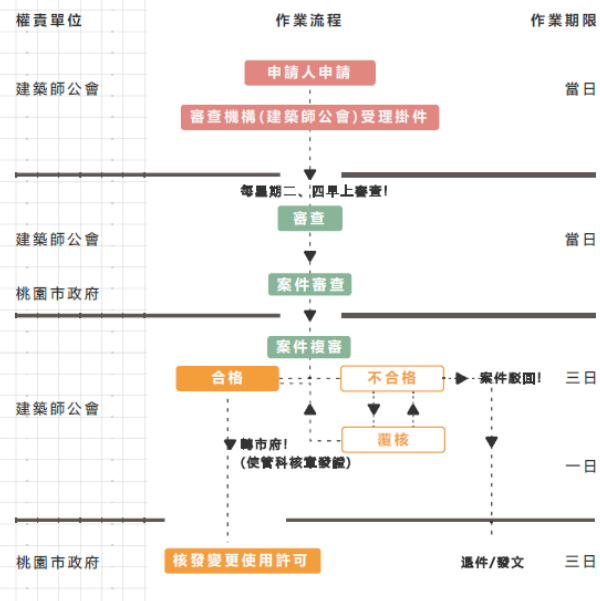 權責單位 作業流程 作業期限
申請人申請
建築師公會 當日
審查機構(建築師公會)受理掛件
每星期二、四早上審查!
審查
建築師公會 當日
案件審查
桃園市政府
案件複審
合格 不合格 案件駁回! 三日
建築師公會
覆核
轉市府!
(使管科核章發證)
一日
桃園市政府 核發變更使用許可 退件/發文 三日